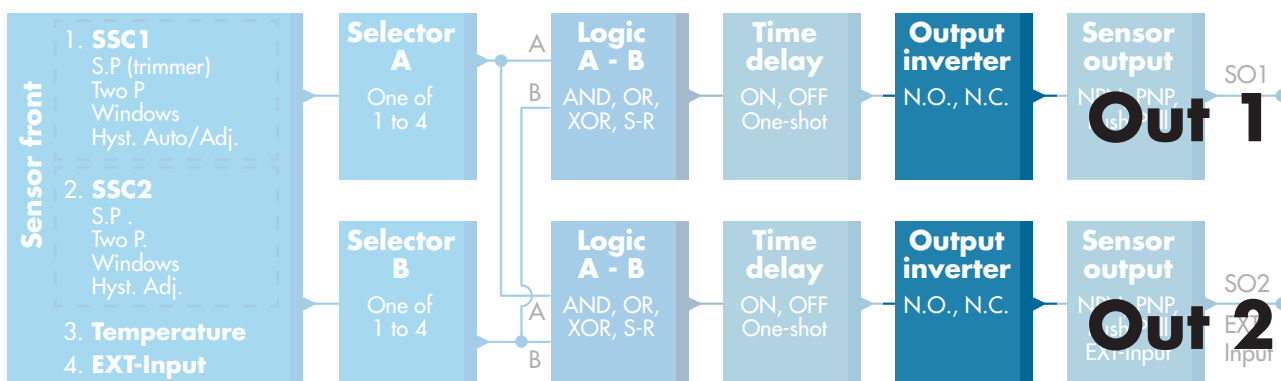 Sensor front
1. SSC1
S.P (trimmer)
Two P
Windows
Hyst. Auto/Adj.
2. SSC2
S.P .
Two P.
Windows
Hyst. Adj.
3. Temperature
4. EXT-Input
Selector
A
One of
1 to 4
A
B
Logic
A - B
AND, OR,
XOR, S-R
Time
delay
ON, OFF
One-shot
Output
inverter
N.O., N.C.
Sensor
output
PNP,
Out 1
SO1
Selector
B
One of
1 to 4
A
B
Logic
A - B
AND, OR,
XOR, S-R
Time
delay
ON, OFF
One-shot
Output
inverter
N.O., N.C.
Sensor
output
PNP,
Out 2
EXT-Input
SO2
Input